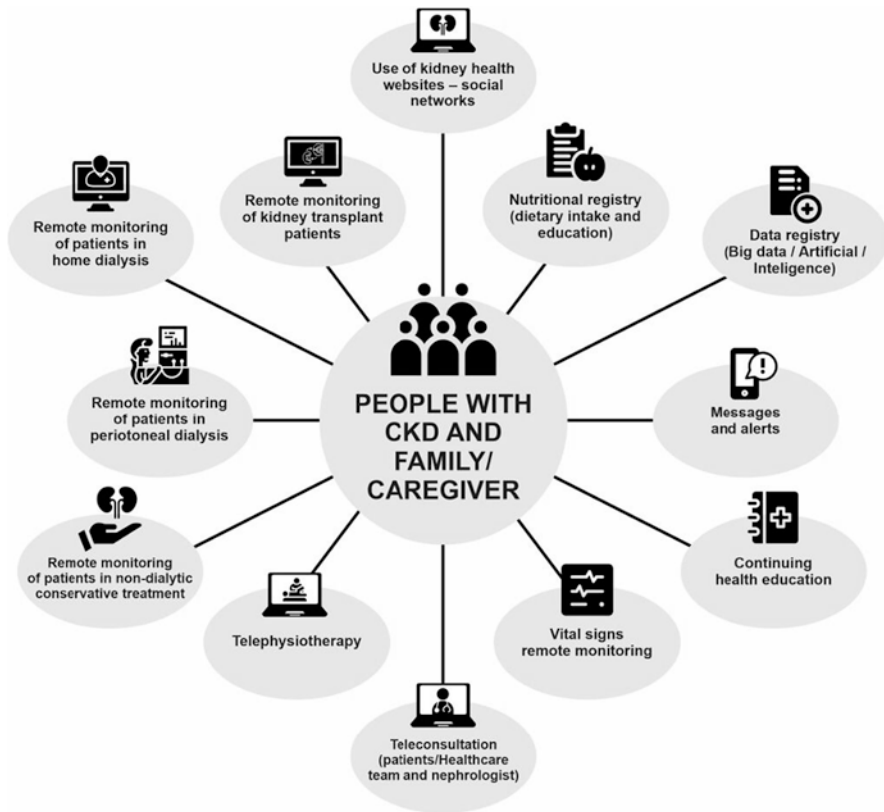 Use of kidney health
websites – social
networks
Remote monitoring
of kidney transplant
patients
Nutritional registry
(dietary intake and
education)
Remote monitoring
of patients in
home dialysis
Data registry
(Big data / Artificial /
Inteligence)
PEOPLE WITH
CKD AND
FAMILY/
CAREGIVER
Remote monitoring
of patients in
periotoneal dialysis
Messages
and alerts
Remote monitoring
of patients in non-dialytic
conservative treatment
Continuing
health education
Telephysiotherapy
Vital signs
remote monitoring
Teleconsultation
(patients/Healthcare
team and nephrologist)